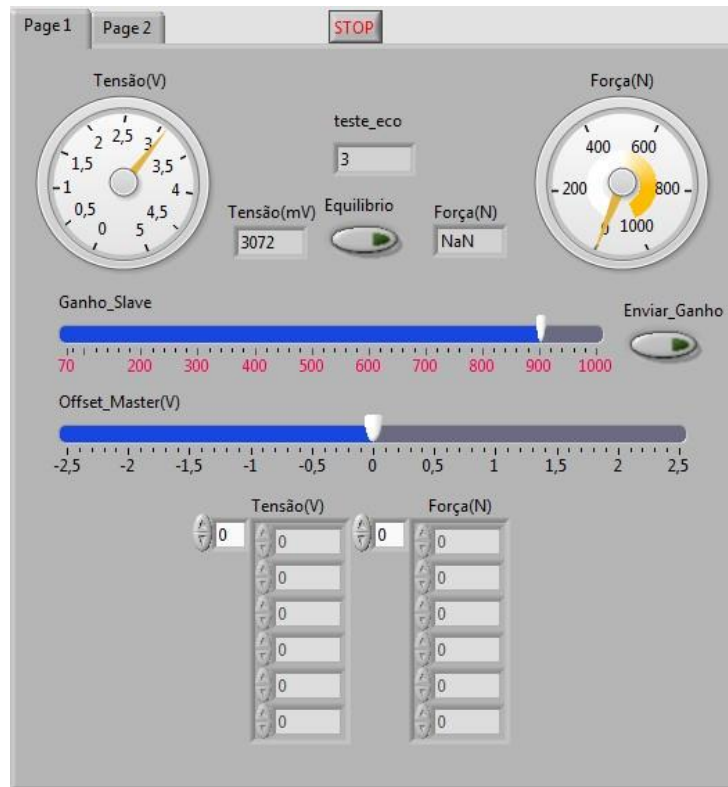 Page 1 Page 2 STOP
Tensão(V)
0 0,5 1 1,5 2 2,5 3 3,5 4 4,5 5
teste_eco
3
Força(N)
0 200 400 600 800 1000
Tensão(mV)
3072
Equilibrio
Força(N)
NaN
Ganho_Slave
70 200 300 400 500 600 700 800 900 1000
Enviar_Ganho
Offset_Master(V)
-2,5 -2 -1,5 -1 -0,5 0 0,5 1 1,5 2 2,5
Tensão(V) Força(N)
0 0 0 0
0 0
0 0
0 0
0 0
0 0